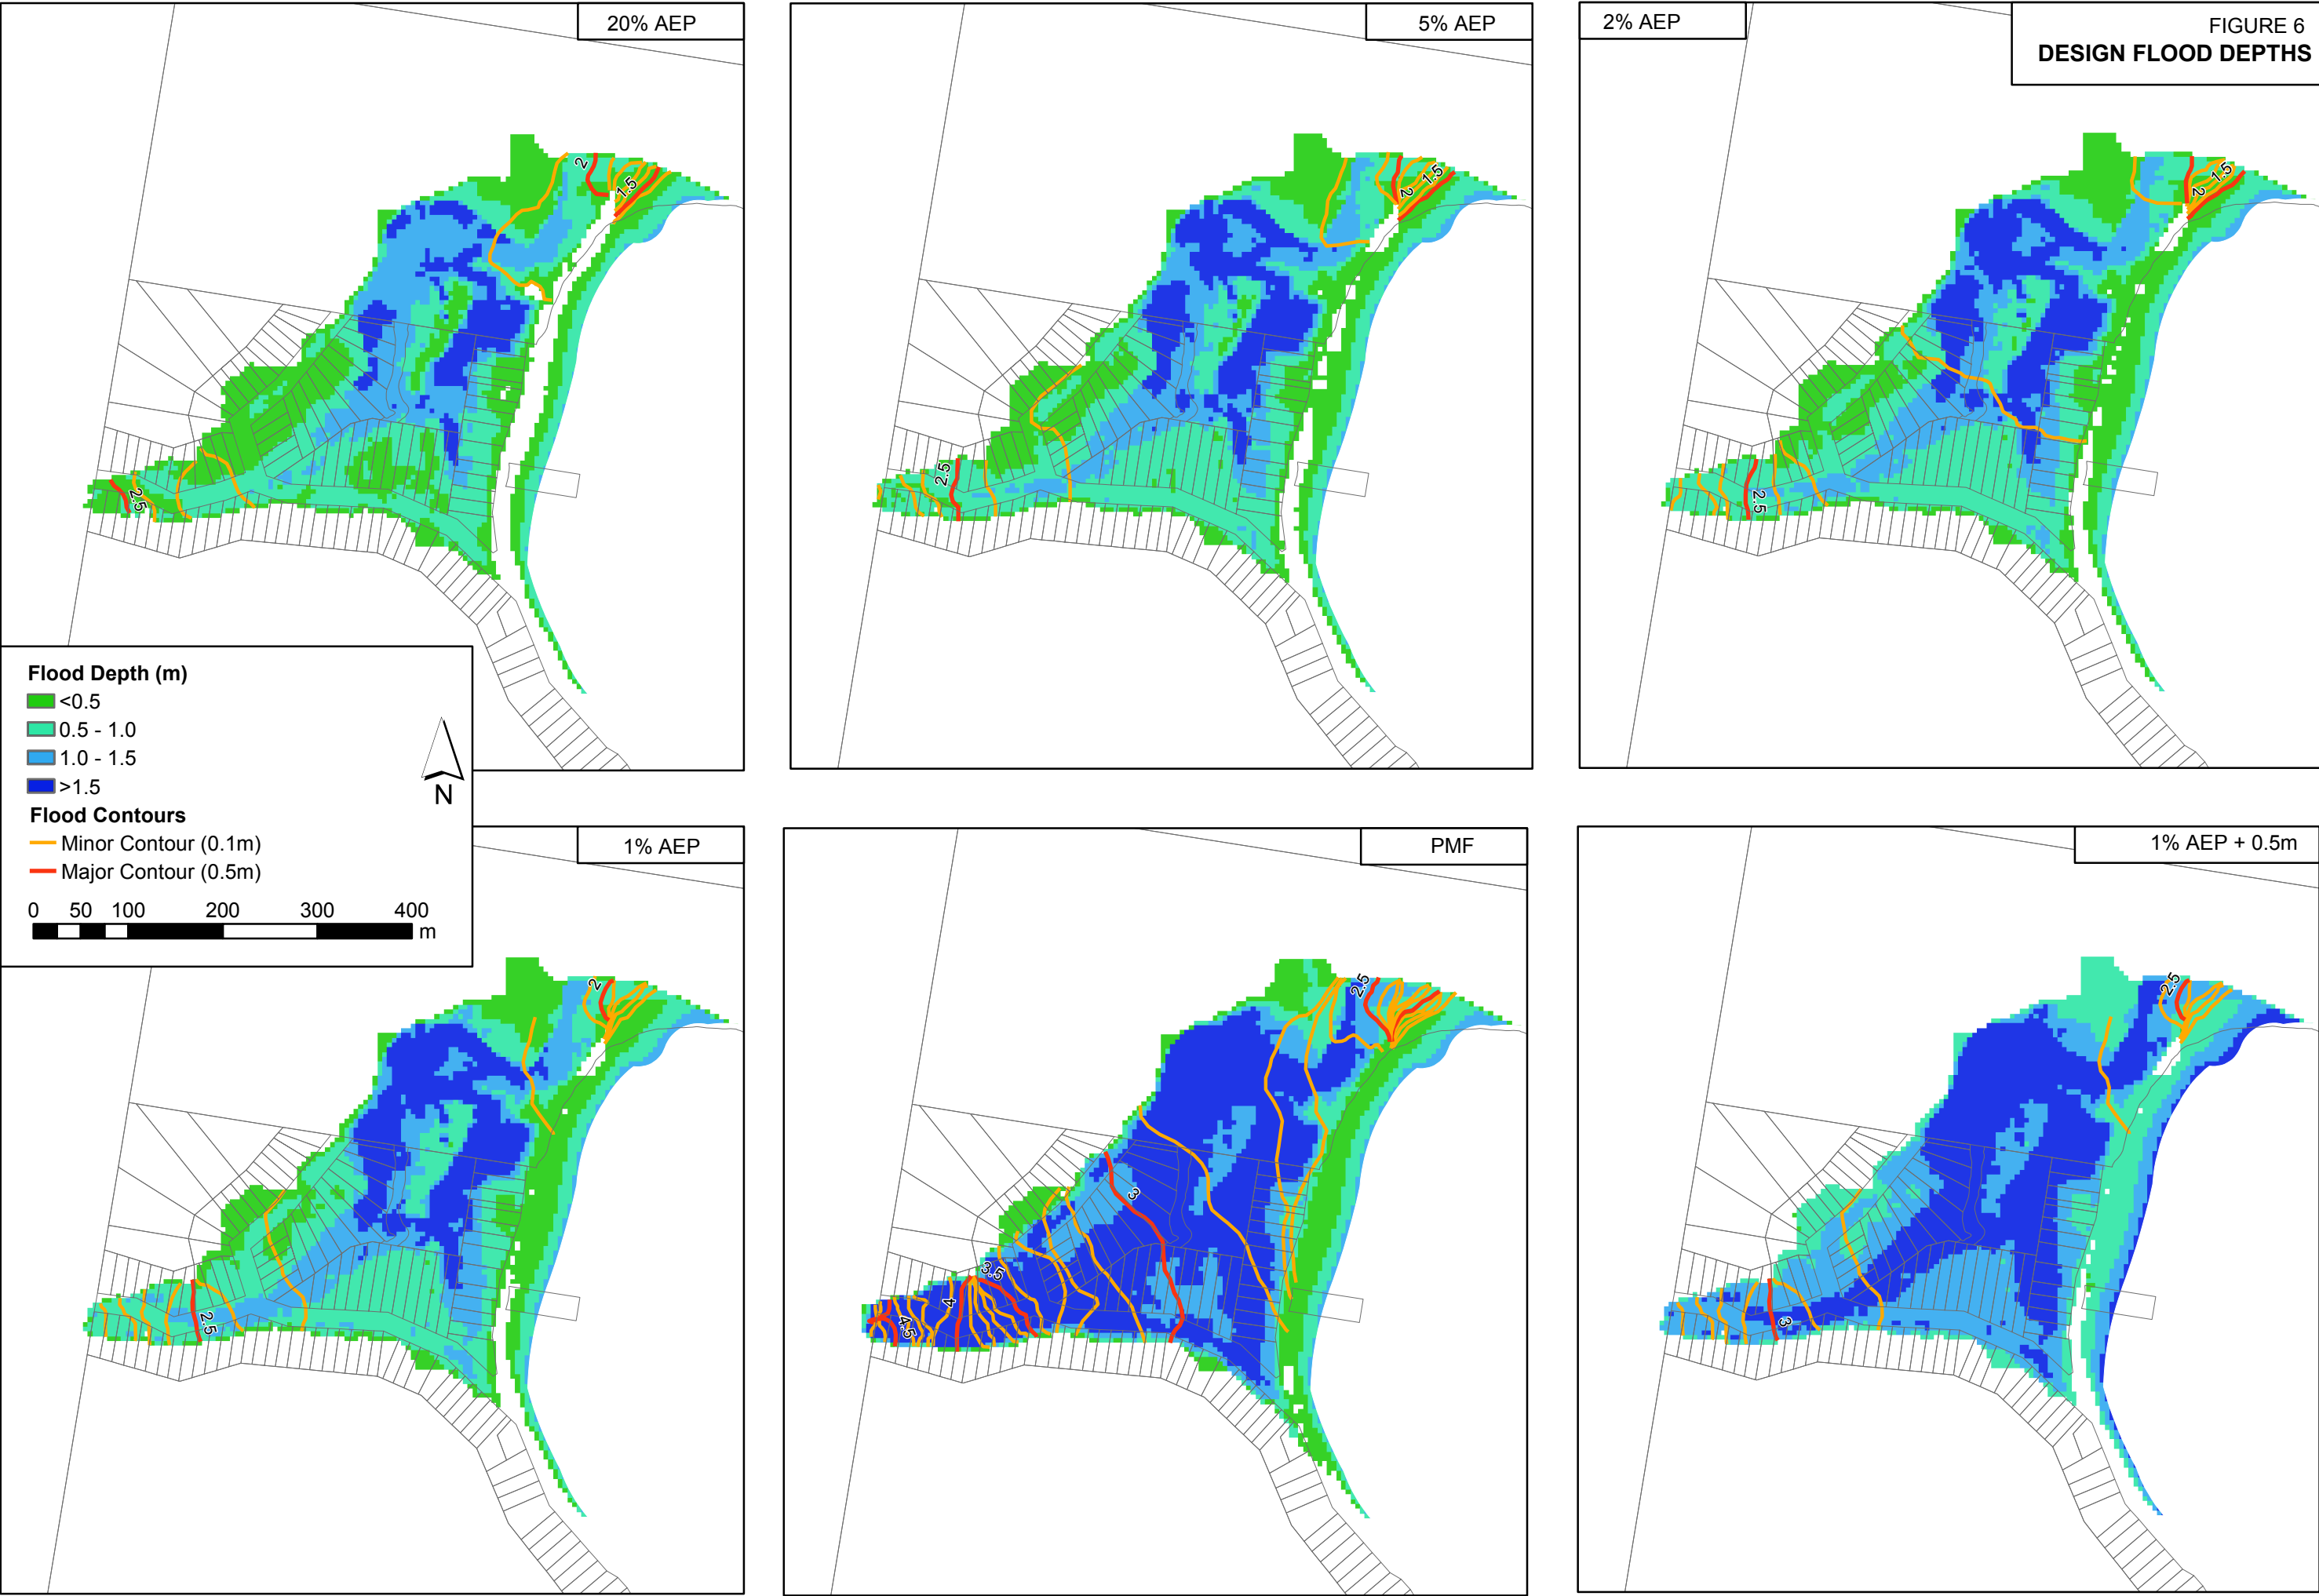 20% AEP
2
1.5
2.5
5% AEP
2
1.5
2.5
2% AEP
FIGURE 6
DESIGN FLOOD DEPTHS
2
1.5
2.5
Flood Depth (m)
<0.5
0.5 - 1.0
1.0 - 1.5
>1.5
Flood Contours
Minor Contour (0.1m)
Major Contour (0.5m)
0 50 100 200 300 400
m
N
1% AEP
2
2.5
PMF
2.5
3
3.5
4
4.5
1% AEP + 0.5m
2.5
3